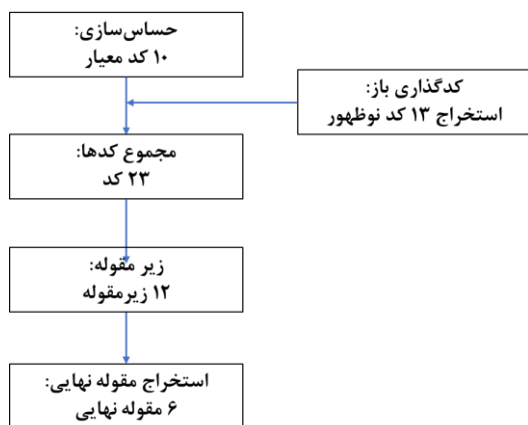 حساس‌سازی:
۱۰ کد معیار
کدگذاری باز:
استخراج ۱۳ کد نوظهور
مجموع کدها:
۲۳ کد
زیر مقوله:
۱۲ زیرمقوله
استخراج مقوله نهایی:
۶ مقوله نهایی